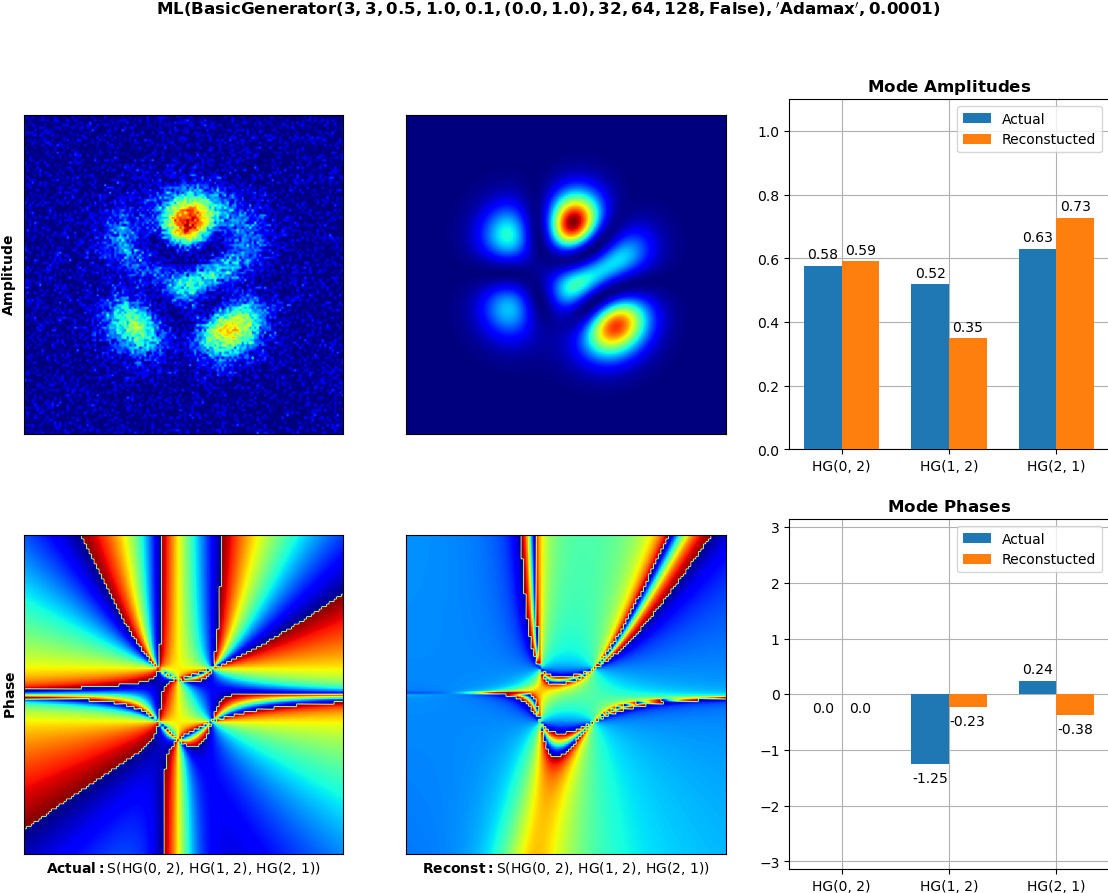 ML(BasicGenerator(3, 3, 0.5, 1.0, 0.1, (0.0, 1.0), 32, 64, 128, False), ′Adamax′, 0.0001)
Amplitude
Mode Amplitudes
Actual
Reconstucted
1.0
0.8
0.6
0.4
0.2
0.0
0.58
0.59
0.52
0.35
0.63
0.73
HG(0, 2)
HG(1, 2)
HG(2, 1)
Phase
Actual: S(HG(0, 2), HG(1, 2), HG(2, 1))
Reconst: S(HG(0, 2), HG(1, 2), HG(2, 1))
Mode Phases
Actual
Reconstucted
3
2
1
0
−1
−2
−3
0.0
0.0
-1.25
-0.23
0.24
-0.38
HG(0, 2)
HG(1, 2)
HG(2, 1)